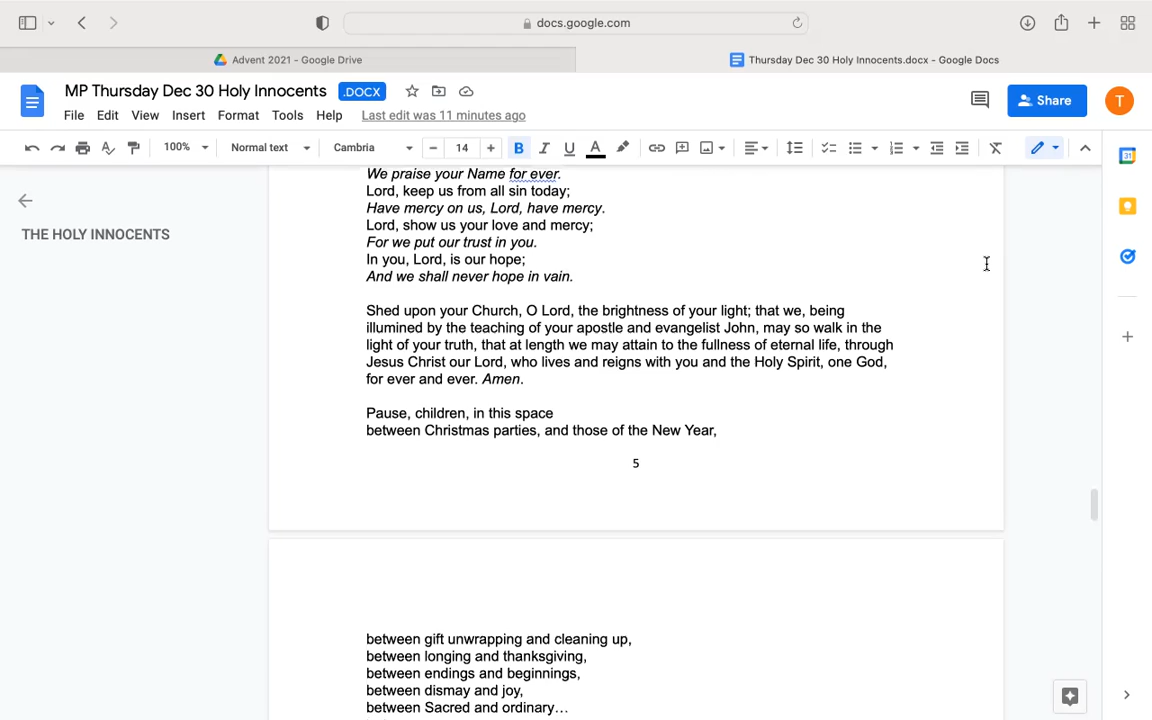 docs.google.com
Advent 2021 - Google Drive
Thursday Dec 30 Holy Innocents.docx - Google Docs
MP Thursday Dec 30 Holy Innocents .DOCX
File Edit View Insert Format Tools Help Last edit was 11 minutes ago
Share
T
100% Normal text Cambria 14 B I U A
31
THE HOLY INNOCENTS
We praise your Name for ever.
Lord, keep us from all sin today;
Have mercy on us, Lord, have mercy.
Lord, show us your love and mercy;
For we put our trust in you.
In you, Lord, is our hope;
And we shall never hope in vain.
Shed upon your Church, O Lord, the brightness of your light; that we, being
illumined by the teaching of your apostle and evangelist John, may so walk in the
light of your truth, that at length we may attain to the fullness of eternal life, through
Jesus Christ our Lord, who lives and reigns with you and the Holy Spirit, one God,
for ever and ever. Amen.
Pause, children, in this space
between Christmas parties, and those of the New Year,
5
between gift unwrapping and cleaning up,
between longing and thanksgiving,
between endings and beginnings,
between dismay and joy,
between Sacred and ordinary…